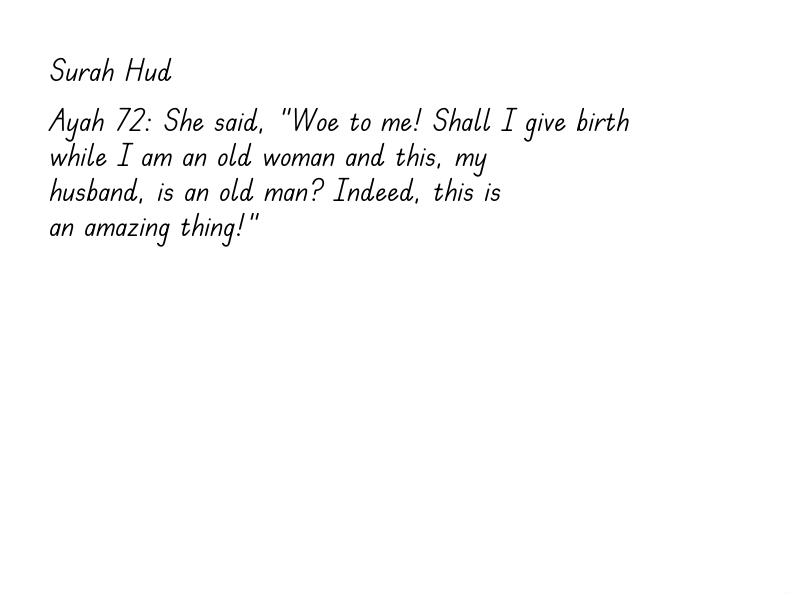 Surah Hud
Ayah 72: She said, "Woe to me! Shall I give birth
while I am an old woman and this, my
husband, is an old man? Indeed, this is
an amazing thing!"